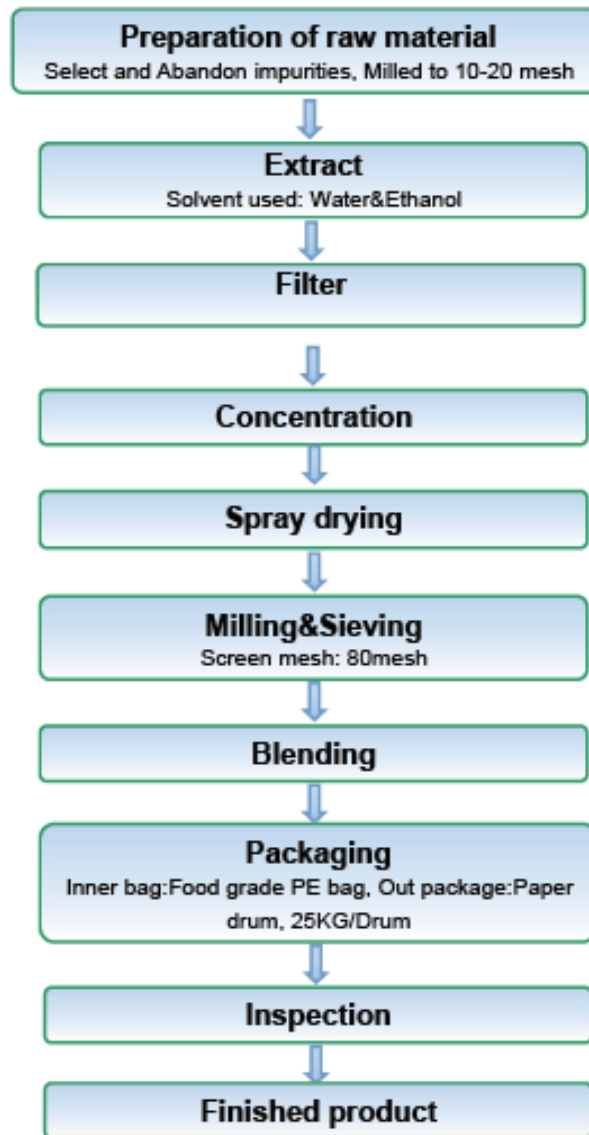 Preparation of raw material
Select and Abandon impurities, Milled to 10-20 mesh
Extract
Solvent used: Water&Ethanol
Filter
Concentration
Spray drying
Milling&Sieving
Screen mesh: 80mesh
Blending
Packaging
Inner bag:Food grade PE bag, Out package:Paper
drum, 25KG/Drum
Inspection
Finished product